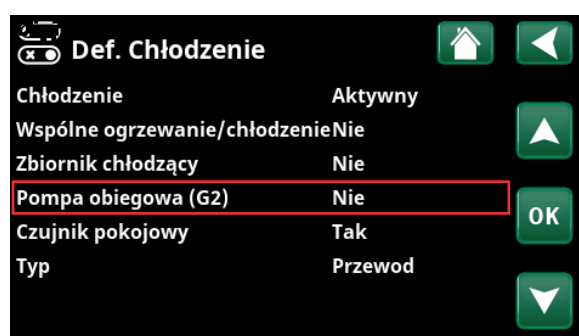 Def. Chłodzenie
Chłodzenie Aktywny
Wspólne ogrzewanie/chłodzenie Nie
Zbiornik chłodzący Nie
Pompa obiegowa (G2) Nie
Czujnik pokojowy Tak
Typ Przewod
OK